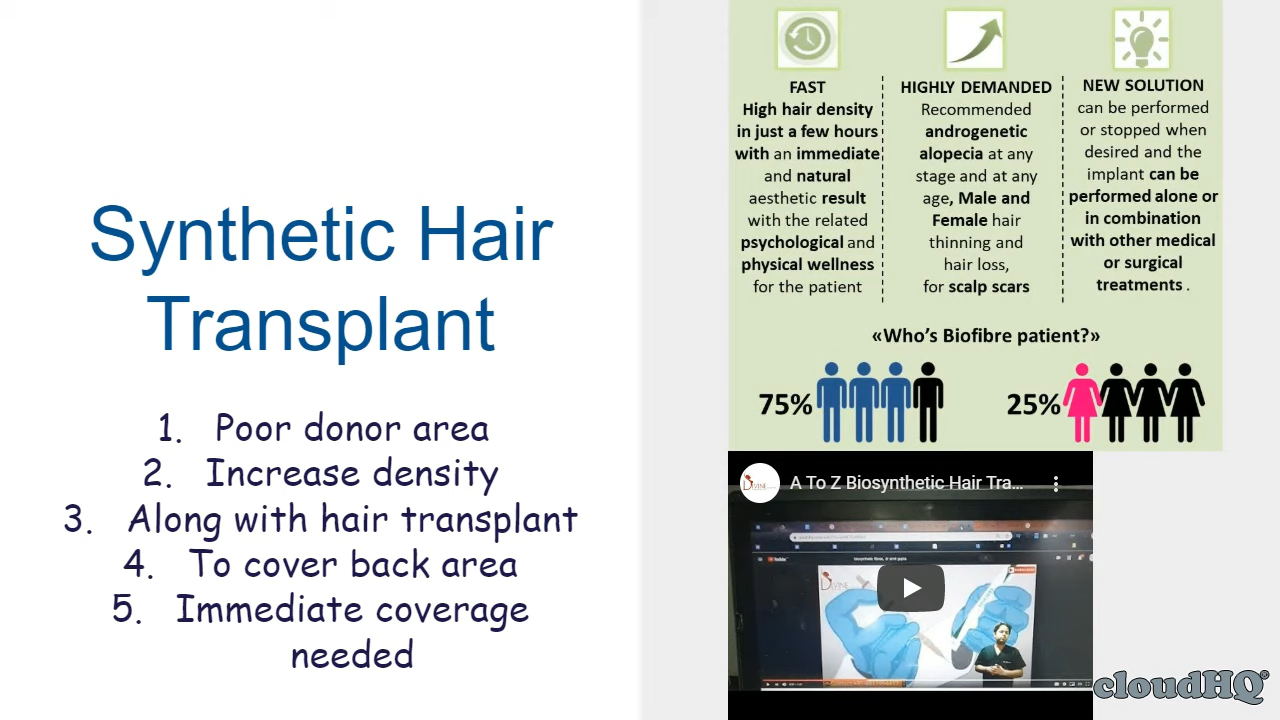 Synthetic Hair
Transplant
1. Poor donor area
2. Increase density
3. Along with hair transplant
4. To cover back area
5. Immediate coverage
needed
FAST
High hair density
in just a few hours
with an immediate
and natural
aesthetic result
with the related
psychological and
physical wellness
for the patient
HIGHLY DEMANDED
Recommended
androgenetic
alopecia at any
stage and at any
age, Male and
Female hair
thinning and
hair loss,
for scalp scars
NEW SOLUTION
can be performed
or stopped when
desired and the
implant can be
performed alone or
in combination
with other medical
or surgical
treatments .
«Who's Biofibre patient?»
75%
25%
A To Z Biosynthetic Hair Tra...
DIVINE
cloudHQ